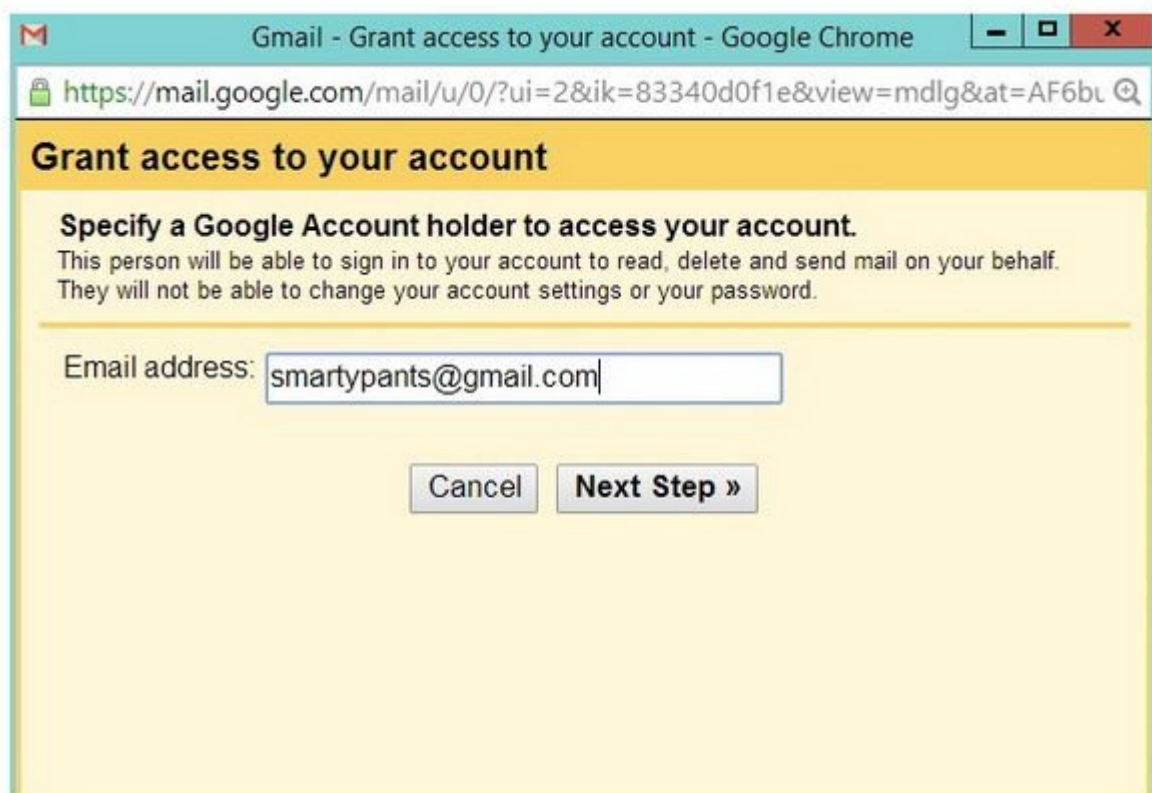 Gmail - Grant access to your account - Google Chrome
https://mail.google.com/mail/u/0/?ui=2&ik=83340d0f1e&view=mdlg&at=AF6bu
Grant access to your account
Specify a Google Account holder to access your account.
This person will be able to sign in to your account to read, delete and send mail on your behalf.
They will not be able to change your account settings or your password.
Email address: smartypants@gmail.com
Cancel Next Step »